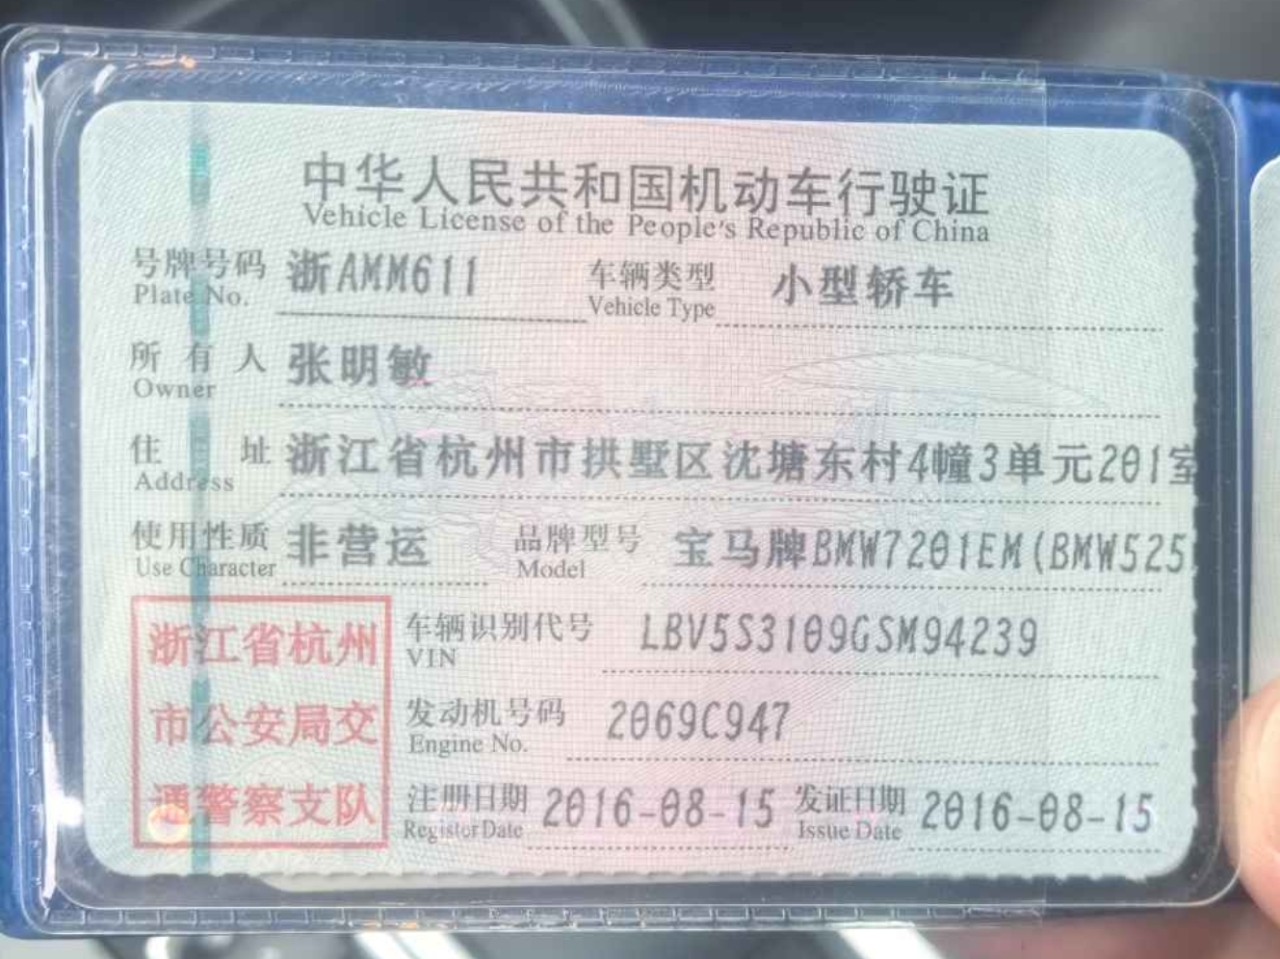 中华人民共和国机动车行驶证
Vehicle License of the People's Republic of China
号牌号码 浙AMM611 车辆类型 小型轿车
Plate No. Vehicle Type
所有人 张明敏
Owner
住址 浙江省杭州市拱墅区沈塘东村4幢3单元201室
Address
使用性质 非营运 品牌型号 宝马牌BMW7201EM(BMW525
Use Character Model
浙江省杭州
市公安局交
通警察支队
车辆识别代号 LBV5S3109GSM94239
VIN
发动机号码 2069C947
Engine No.
注册日期 2016-08-15 发证日期 2016-08-15
Register Date Issue Date